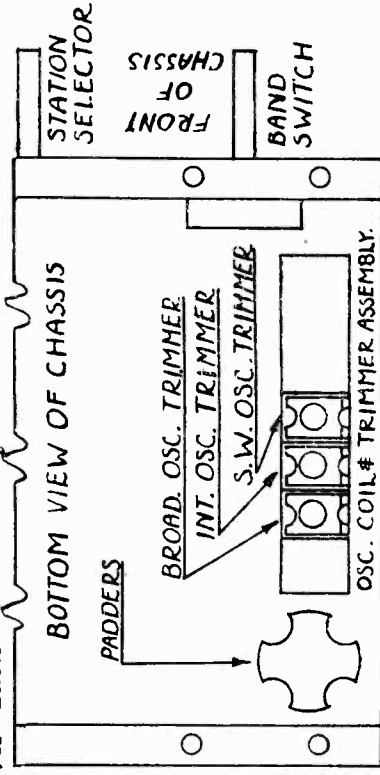 BOTTOM VIEW OF CHASSIS
STATION
SELECTOR
FRONT
OF
CHASSIS
BAND
SWITCH
PADDERS
BROAD. OSC. TRIMMER
INT. OSC. TRIMMER
S.W. OSC. TRIMMER
OSC. COIL & TRIMMER ASSEMBLY.